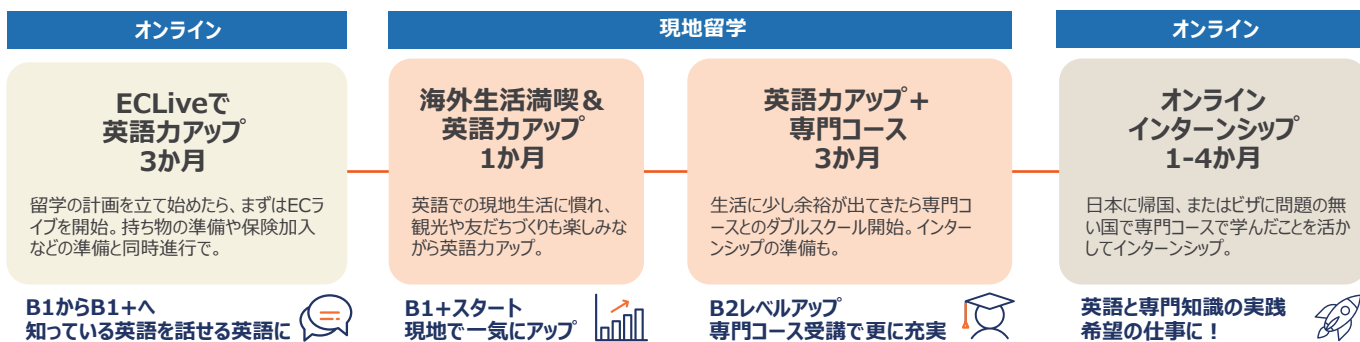 オンライン
現地留学
オンライン
ECLiveで
英語力アップ
3か月
留学の計画を立て始めたら、まずはECラ
イブを開始。持ち物の準備や保険加入
などの準備と同時進行で。
B1からB1+へ
知っている英語を話せる英語に
海外生活満喫&
英語力アップ
1か月
英語での現地生活に慣れ、
観光や友だちづくりも楽しみな
がら英語力アップ。
B1+スタート
現地で一気にアップ
英語力アップ+
専門コース
3か月
生活に少し余裕が出てきたら専門コ
ースとのダブルスクール開始。インター
ンシップの準備も。
B2レベルアップ
専門コース受講で更に充実
オンライン
インターンシップ
1-4か月
日本に帰国、またはビザに問題の無
い国で専門コースで学んだことを活か
してインターンシップ。
英語と専門知識の実践
希望の仕事に!